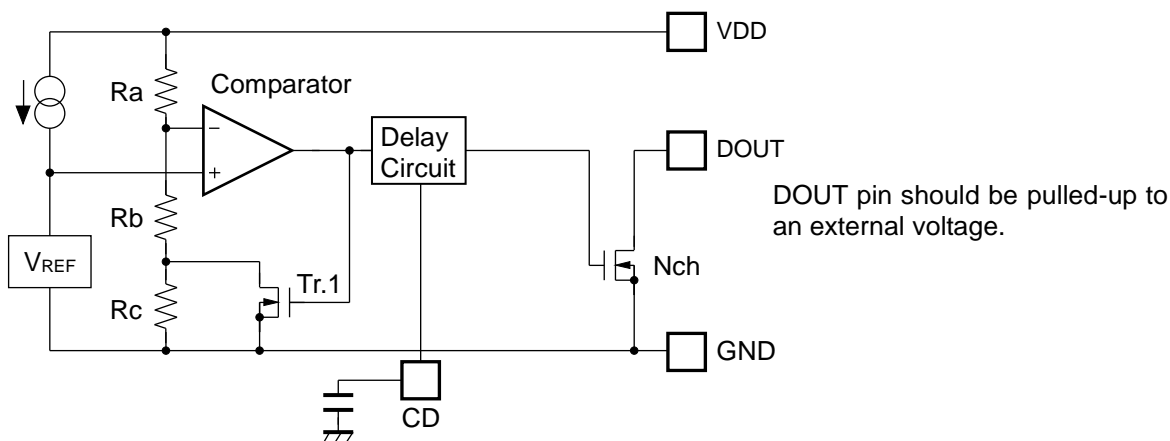 VDD
Ra
Comparator
−
+
Delay
Circuit
DOUT
DOUT pin should be pulled-up to
an external voltage.
Rb
VREF
Nch
Tr.1
Rc
GND
CD